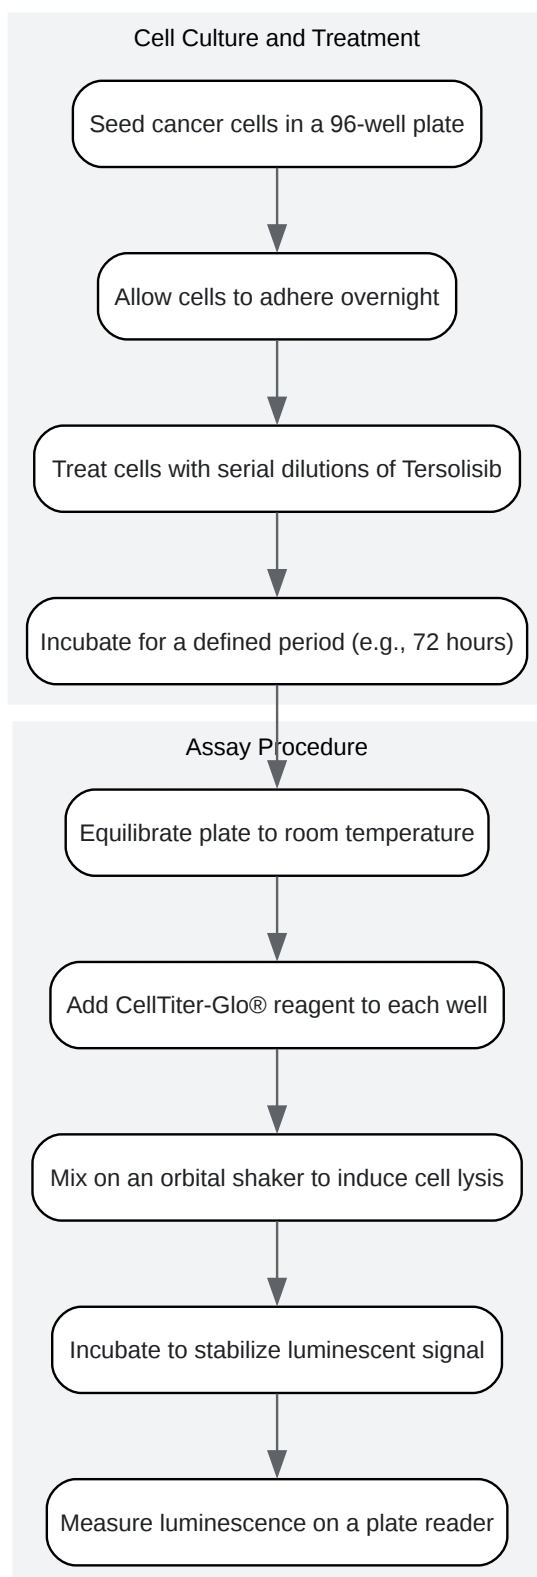 Cell Culture and Treatment
Seed cancer cells in a 96-well plate
Allow cells to adhere overnight
Treat cells with serial dilutions of Tersolisib
Incubate for a defined period (e.g., 72 hours)
Assay Procedure
Equilibrate plate to room temperature
Add CellTiter-Glo® reagent to each well
Mix on an orbital shaker to induce cell lysis
Incubate to stabilize luminescent signal
Measure luminescence on a plate reader